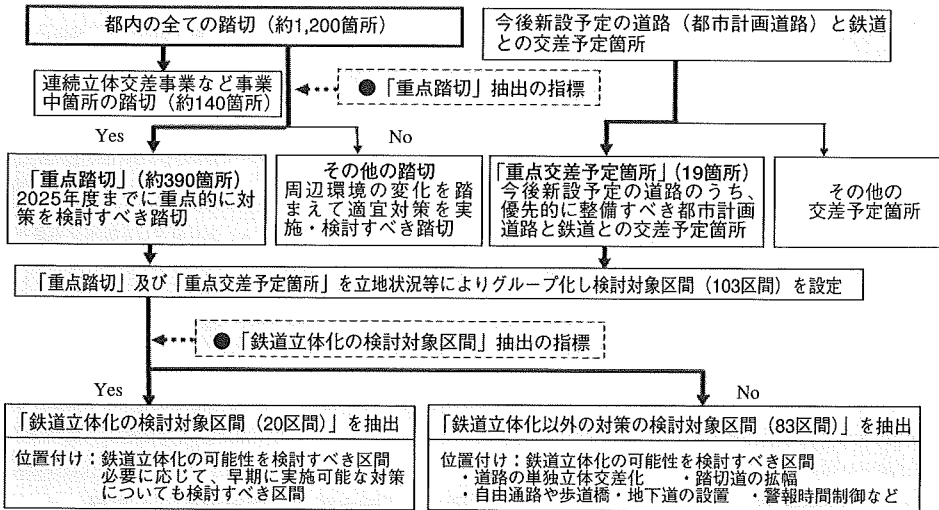 都内の全ての踏切（約1,200箇所）
今後新設予定の道路（都市計画道路）と鉄道
との交差予定箇所
連続立体交差事業など事業
中箇所の踏切（約140箇所）
●「重点踏切」抽出の指標
Yes
No
「重点踏切」（約390箇所）
2025年度までに重点的に対
策を検討すべき踏切
その他の踏切
周辺環境の変化を踏
まえて適宜対策を実
施・検討すべき踏切
「重点交差予定箇所」（19箇所）
今後新設予定の道路のうち、
優先的に整備すべき都市計画
道路と鉄道との交差予定箇所
その他の
交差予定箇所
「重点踏切」及び「重点交差予定箇所」を立地状況等によりグループ化し検討対象区間（103区間）を設定
●「鉄道立体化の検討対象区間」抽出の指標
Yes
No
「鉄道立体化の検討対象区間（20区間）」を抽出
位置付け：鉄道立体化の可能性を検討すべき区間
必要に応じて、早期に実施可能な対策
についても検討すべき区間
「鉄道立体化以外の対策の検討対象区間（83区間）」を抽出
位置付け：鉄道立体化の可能性を検討すべき区間
・道路の単独立体交差化　・踏切道の拡幅
・自由通路や歩道橋・地下道の設置　・警報時間制御など